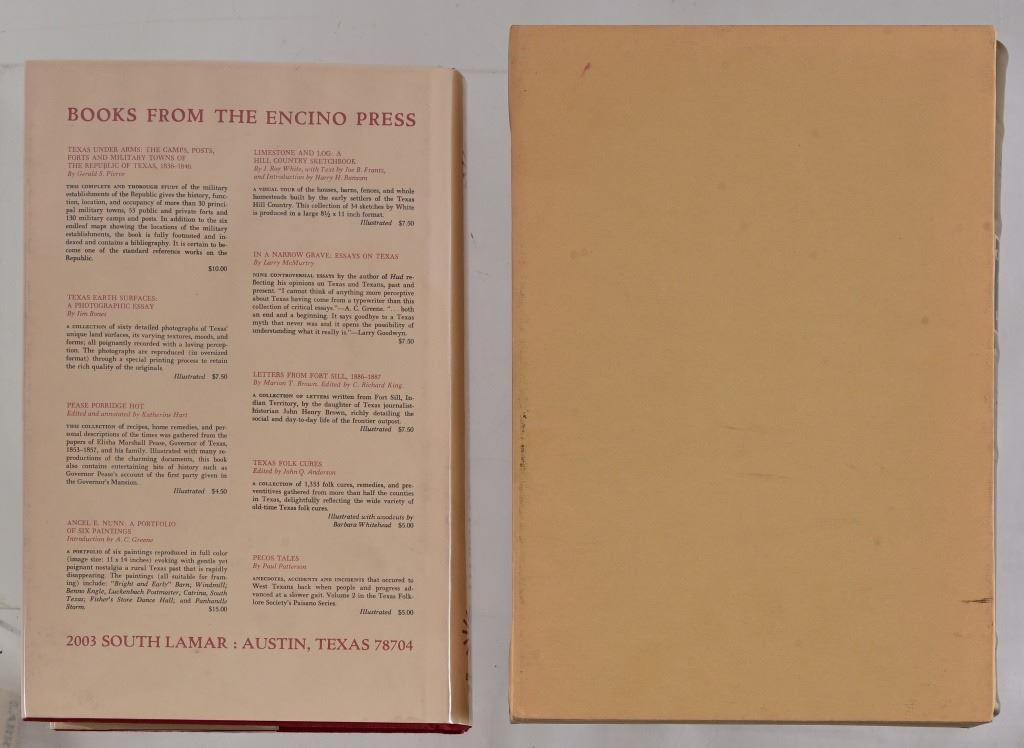 BOOKS FROM THE ENCINO PRESS
TEXAS UNDER ARMS: THE CAMPS, POSTS,
FORTS AND MILITARY TOWNS OF
THE REPUBLIC OF TEXAS, 1836-1846
By Gerald S. Pierce
THIS COMPLETE AND THOROUGH STUDY of the military
establishments of the Republic gives the history, func-
tion, location, and occupancy of more than 30 princi-
pal military towns, 53 public and private forts and
130 military camps and posts. In addition to the six
endleaf maps showing the locations of the military
establishments, the book is fully footnoted and in-
dexed and contains a bibliography. It is certain to be-
come one of the standard reference works on the
Republic.
$10.00
TEXAS EARTH SURFACES:
A PHOTOGRAPHIC ESSAY
By Jim Bones
A COLLECTION of sixty detailed photographs of Texas'
unique land surfaces, its varying textures, moods, and
forms; all poignantly recorded with a loving percep-
tion. The photographs are reproduced (in oversized
format) through a special printing process to retain
the rich quality of the originals.
Illustrated $7.50
PEASE PORRIDGE HOT
Edited and annotated by Katherine Hart
THIS COLLECTION of recipes, home remedies, and per-
sonal descriptions of the times was gathered from the
papers of Elisha Marshall Pease, Governor of Texas,
1853-1857, and his family. Illustrated with many re-
productions of the charming documents, this book
also contains entertaining bits of history such as
Governor Pease's account of the first party given in
the Governor's Mansion.
Illustrated $4.50
ANCEL E. NUNN: A PORTFOLIO
OF SIX PAINTINGS
Introduction by A. C. Greene
A PORTFOLIO of six paintings reproduced in full color
(image size: 11 x 14 inches) evoking with gentle yet
poignant nostalgia a rural Texas past that is rapidly
disappearing. The paintings (all suitable for fram-
ing) include: "Bright and Early" Barn; Windmill;
Benno Engle, Luckenbach Postmaster; Catrina, South
Texas; Fisher's Store Dance Hall; and Panhandle
Storm.
$15.00
LIMESTONE AND LOG: A
HILL COUNTRY SKETCHBOOK
By J. Roy White, with Text by Joe B. Frantz,
and Introduction by Harry H. Ransom
A VISUAL TOUR of the houses, barns, fences, and whole
homesteads built by the early settlers of the Texas
Hill Country. This collection of 34 sketches by White
is produced in a large 8½ x 11 inch format.
Illustrated $7.50
IN A NARROW GRAVE: ESSAYS ON TEXAS
By Larry McMurtry
NINE CONTROVERSIAL ESSAYS by the author of Hud re-
flecting his opinions on Texas and Texans, past and
present. "I cannot think of anything more perceptive
about Texas having come from a typewriter than this
collection of critical essays."—A. C. Greene. "... both
an end and a beginning. It says goodbye to a Texas
myth that never was and it opens the possibility of
understanding what it really is."—Larry Goodwyn.
$7.50
LETTERS FROM FORT SILL, 1886-1887
By Marion T. Brown. Edited by C. Richard King.
A COLLECTION OF LETTERS written from Fort Sill, In-
dian Territory, by the daughter of Texas journalist-
historian John Henry Brown, richly detailing the
social and day-to-day life of the frontier outpost.
Illustrated $7.50
TEXAS FOLK CURES
Edited by John Q. Anderson
A COLLECTION of 1,333 folk cures, remedies, and pre-
ventitives gathered from more than half the counties
in Texas, delightfully reflecting the wide variety of
old-time Texas folk cures.
Illustrated with woodcuts by
Barbara Whitehead $5.00
PECOS TALES
By Paul Patterson
ANECDOTES, ACCIDENTS AND INCIDENTS that occured to
West Texans back when people and progress ad-
vanced at a slower gait. Volume 2 in the Texas Folk-
lore Society's Paisano Series.
Illustrated $5.00
2003 SOUTH LAMAR : AUSTIN, TEXAS 78704